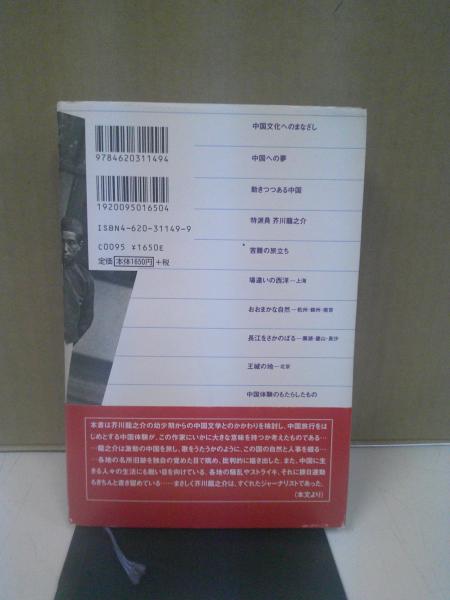 9784620311494
1920095016504
ISBN4-620-31149-9
C0095 ¥1650E
定価 本体1650円 +税
中国文化へのまなざし
中国への夢
動きつつある中国
特派員 芥川龍之介
苦難の旅立ち
場違いの西洋─上海
おおまかな自然─杭州・蘇州・南京
長江をさかのぼる─蕪湖・廬山・長沙
王城の地─北京
中国体験のもたらしたもの
本書は芥川龍之介の幼少期からの中国文学とのかかわりを検討し、中国旅行をは
じめとする中国体験が、この作家にいかに大きな意味を持つか考えたものである…
…龍之介は激動の中国を旅し、歌をうたうかのように、この国の自然と人事を綴る…
…各地の名所旧跡を独自の覚めた目で眺め、批判的に描き出した。また、中国に生
きる人々の生活にも鋭い目を向けている。各地の騒乱やストライキ、それに排日運動
もきちんと書き留めている……まさしく芥川龍之介は、すぐれたジャーナリストであった。
(本文より)